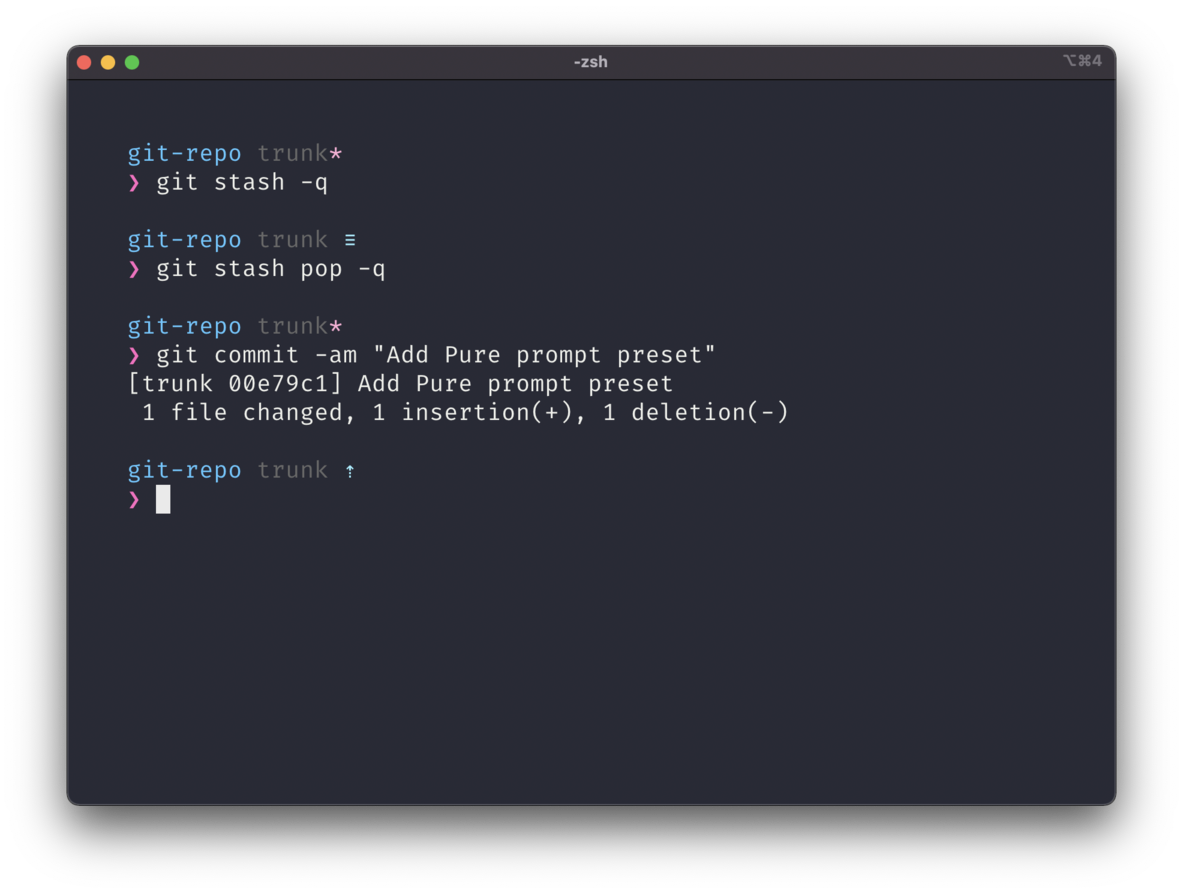 -zsh
⌥⌘4
git-repo trunk*
❯ git stash -q
git-repo trunk ≡
❯ git stash pop -q
git-repo trunk*
❯ git commit -am "Add Pure prompt preset"
[trunk 00e79c1] Add Pure prompt preset
 1 file changed, 1 insertion(+), 1 deletion(-)
git-repo trunk ⇡
❯